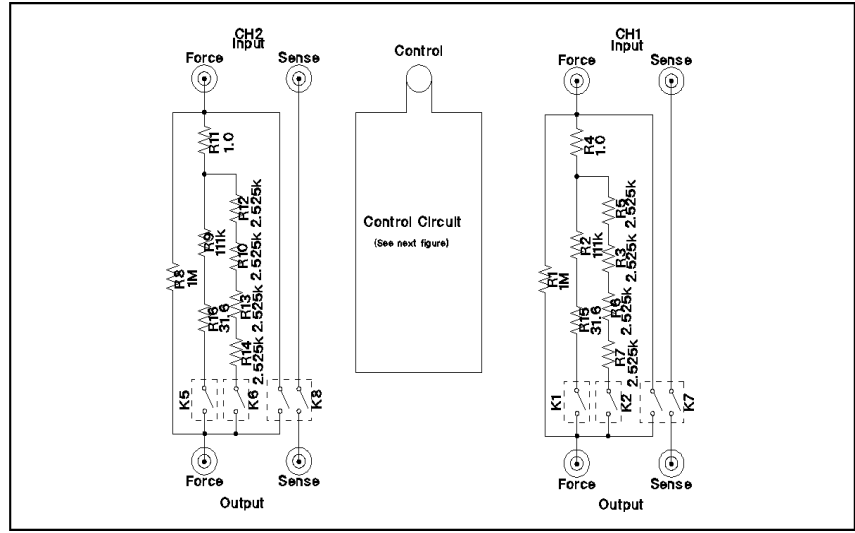 CH2
Input
Force
Sense
R11
1.0
R12
2.525k
R9
111k
R10
2.525k
R8
1M
R13
2.525k
R16
31.6
R14
2.525k
K5
K6
K8
Force
Sense
Output
Control
Control Circuit
(See next figure)
CH1
Input
Force
Sense
R4
1.0
R5
2.525k
R2
111k
R3
2.525k
R1
1M
R6
2.525k
R15
31.6
R7
2.525k
K1
K2
K7
Force
Sense
Output